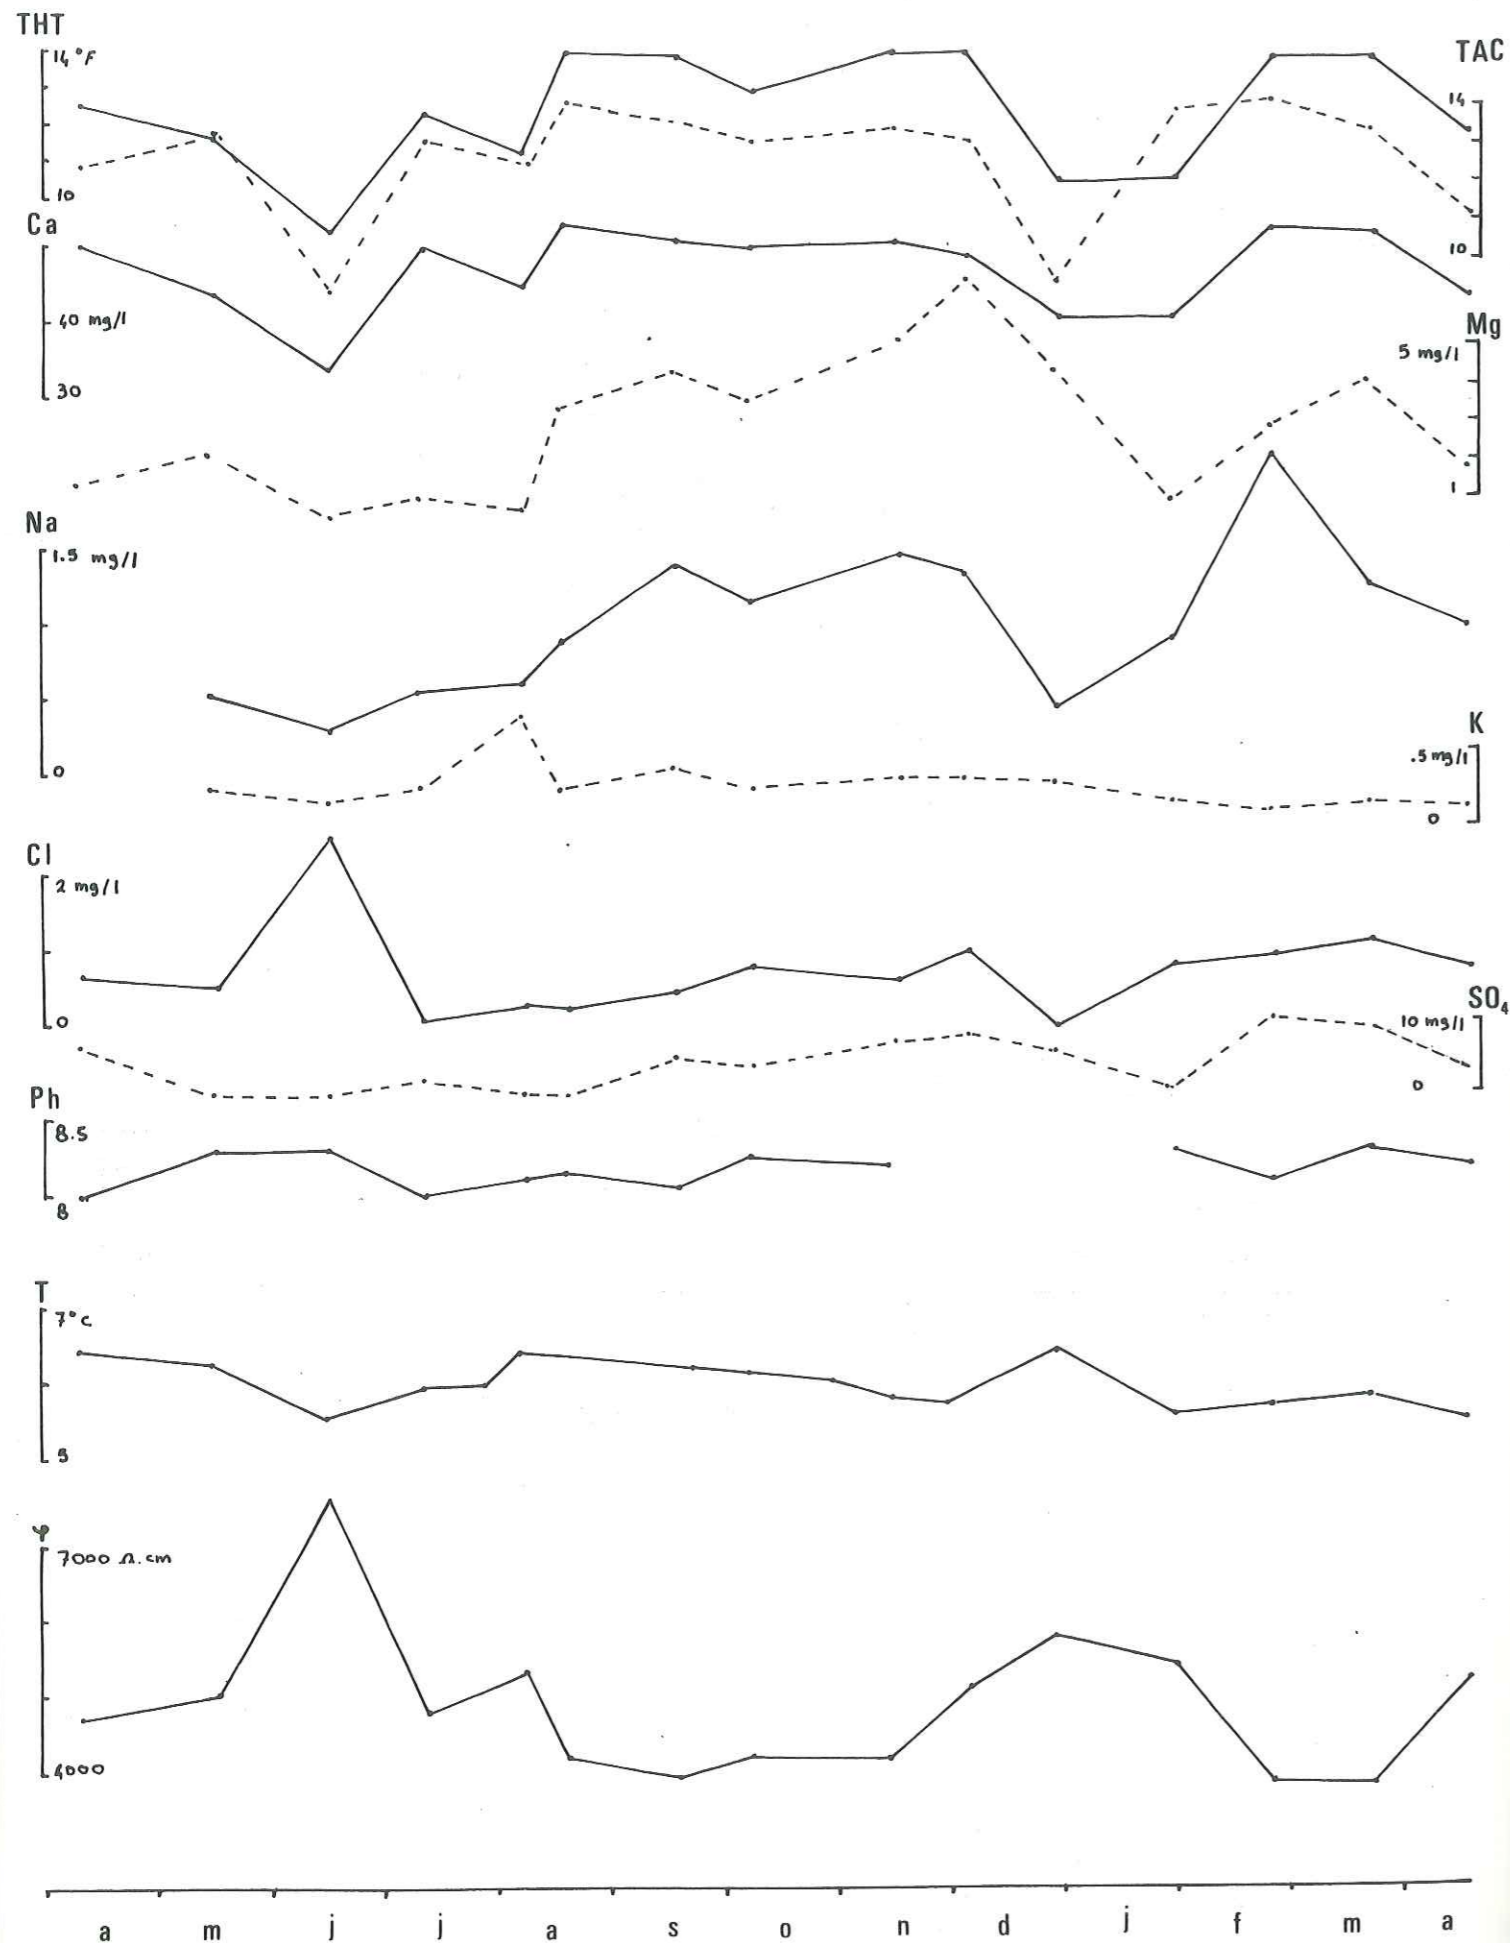 THT
14°F
TAC
14
10
Ca
10
40 mg/l
Mg
5 mg/l
30
1
Na
1.5 mg/l
K
.5 mg/l
0
0
Cl
2 mg/l
SO4
0
10 mg/l
0
Ph
8.5
8
T
7°C
5
φ
7000 Ω.cm
4000
a m j j a s o n d j f m a